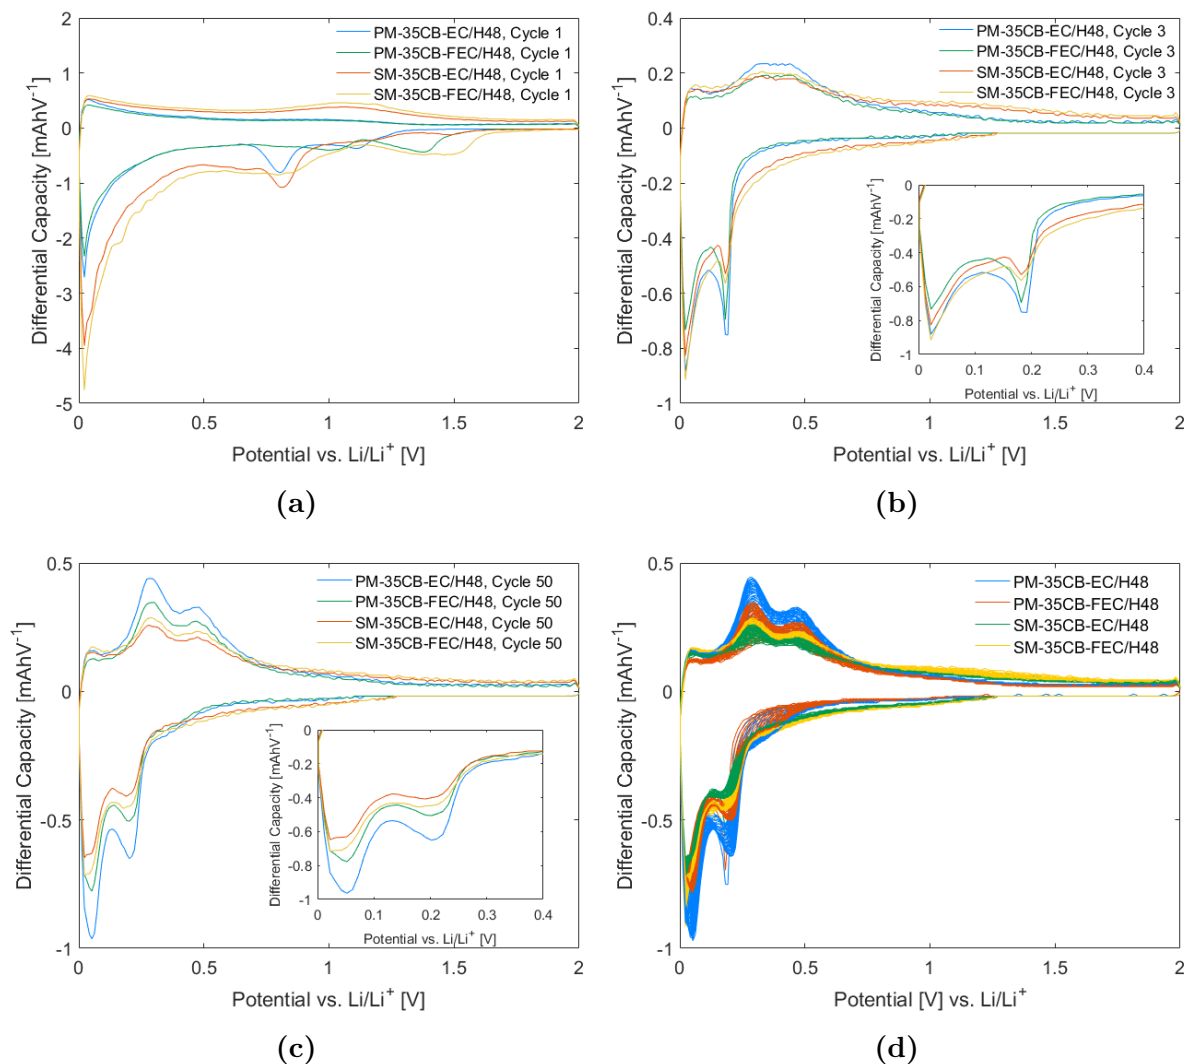 2
1
0
-1
-2
-3
-4
-5
0
0.5
1
1.5
2
Differential Capacity [mAhV⁻¹]
Potential vs. Li/Li⁺ [V]
PM-35CB-EC/H48, Cycle 1
PM-35CB-FEC/H48, Cycle 1
SM-35CB-EC/H48, Cycle 1
SM-35CB-FEC/H48, Cycle 1
(a)
0.4
0.2
0
-0.2
-0.4
-0.6
-0.8
-1
0
0.5
1
1.5
2
Differential Capacity [mAhV⁻¹]
Potential vs. Li/Li⁺ [V]
PM-35CB-EC/H48, Cycle 3
PM-35CB-FEC/H48, Cycle 3
SM-35CB-EC/H48, Cycle 3
SM-35CB-FEC/H48, Cycle 3
0
-0.2
-0.4
-0.6
-0.8
-1
0
0.1
0.2
0.3
0.4
Differential Capacity [mAhV⁻¹]
Potential vs. Li/Li⁺ [V]
(b)
0.5
0
-0.5
-1
0
0.5
1
1.5
2
Differential Capacity [mAhV⁻¹]
Potential vs. Li/Li⁺ [V]
PM-35CB-EC/H48, Cycle 50
PM-35CB-FEC/H48, Cycle 50
SM-35CB-EC/H48, Cycle 50
SM-35CB-FEC/H48, Cycle 50
0
-0.2
-0.4
-0.6
-0.8
-1
0
0.1
0.2
0.3
0.4
Differential Capacity [mAhV⁻¹]
Potential vs. Li/Li⁺ [V]
(c)
0.5
0
-0.5
-1
0
0.5
1
1.5
2
Differential Capacity [mAhV⁻¹]
Potential [V] vs. Li/Li⁺
PM-35CB-EC/H48
PM-35CB-FEC/H48
SM-35CB-EC/H48
SM-35CB-FEC/H48
(d)